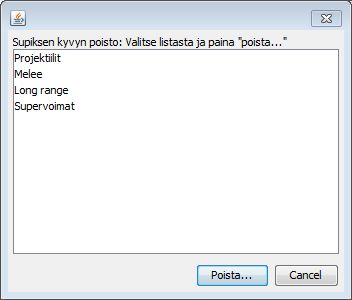 Supiksen kyvyn poisto: Valitse listasta ja paina "poista..."
Projektiilit
Melee
Long range
Supervoimat
Poista...
Cancel